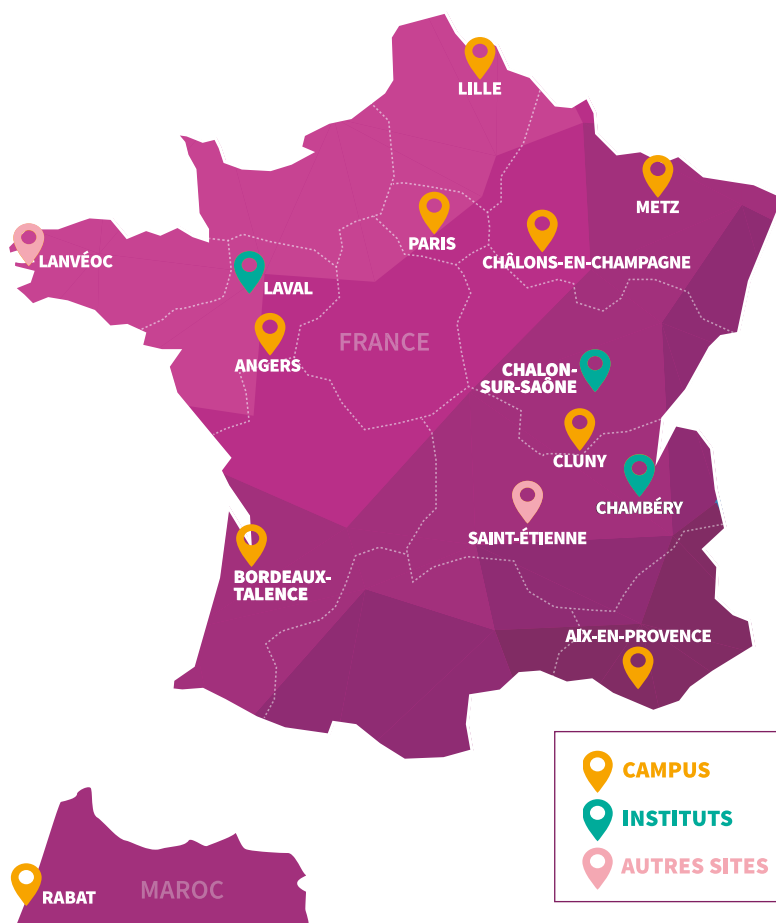 LILLE
METZ
PARIS
CHÂLONS-EN-CHAMPAGNE
LANVÉOC
LAVAL
FRANCE
ANGERS
CHALON-
SUR-SAÔNE
CLUNY
CHAMBÉRY
SAINT-ÉTIENNE
BORDEAUX-
TALENCE
AIX-EN-PROVENCE
CAMPUS
INSTITUTS
AUTRES SITES
RABAT
MAROC